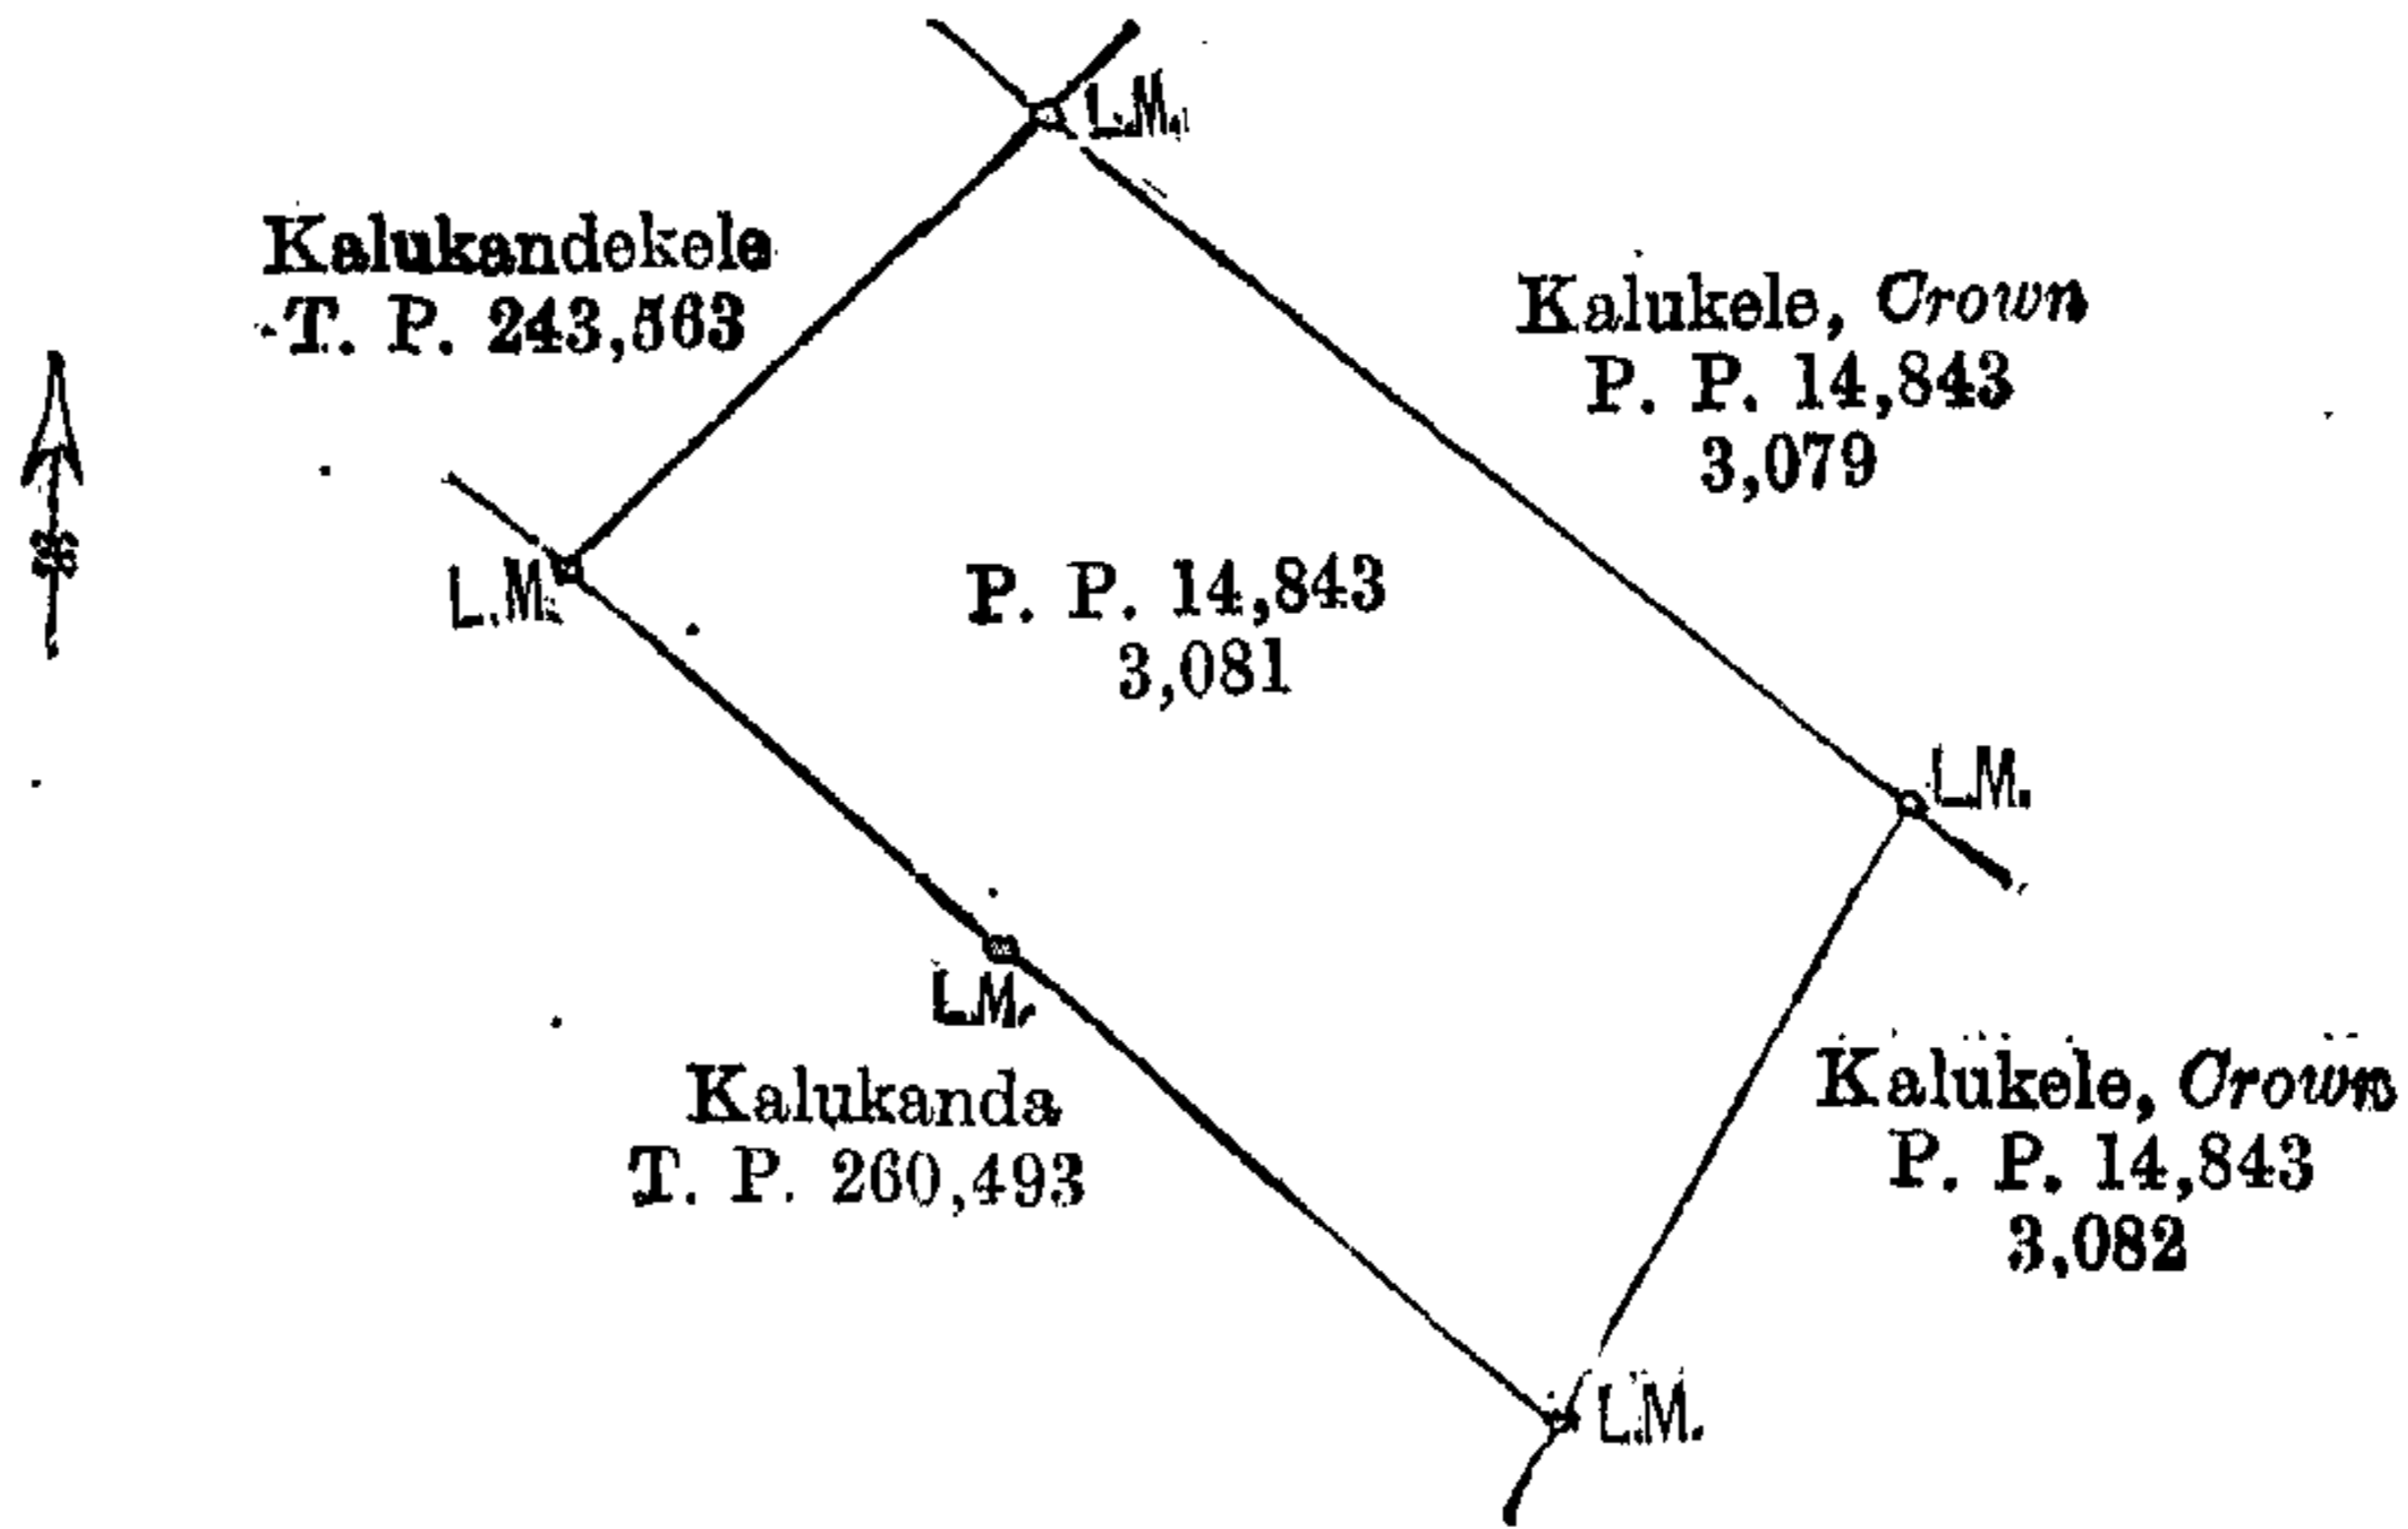 L.M.
Kalukandekele
T. P. 243,563
Kalukele, Crown
P. P. 14,843
3,079
L.M.
P. P. 14,843
3,081
L.M.
L.M.
Kalukanda
T. P. 260,493
Kalukele, Crown
P. P. 14,843
3,082
L.M.